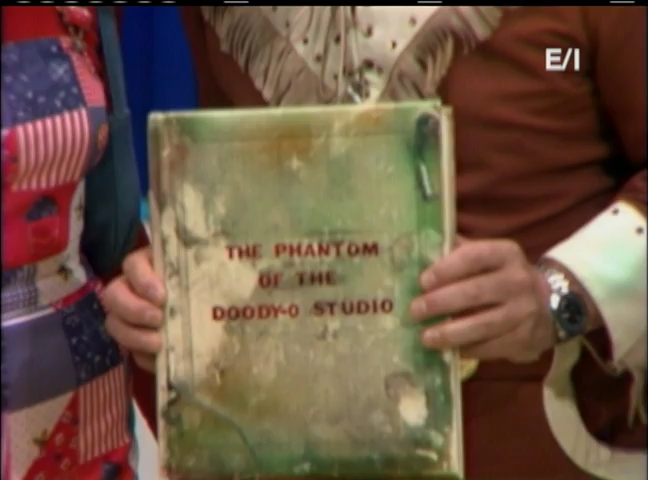 E/I
THE PHANTOM
OF THE
DOODY-O STUDIO